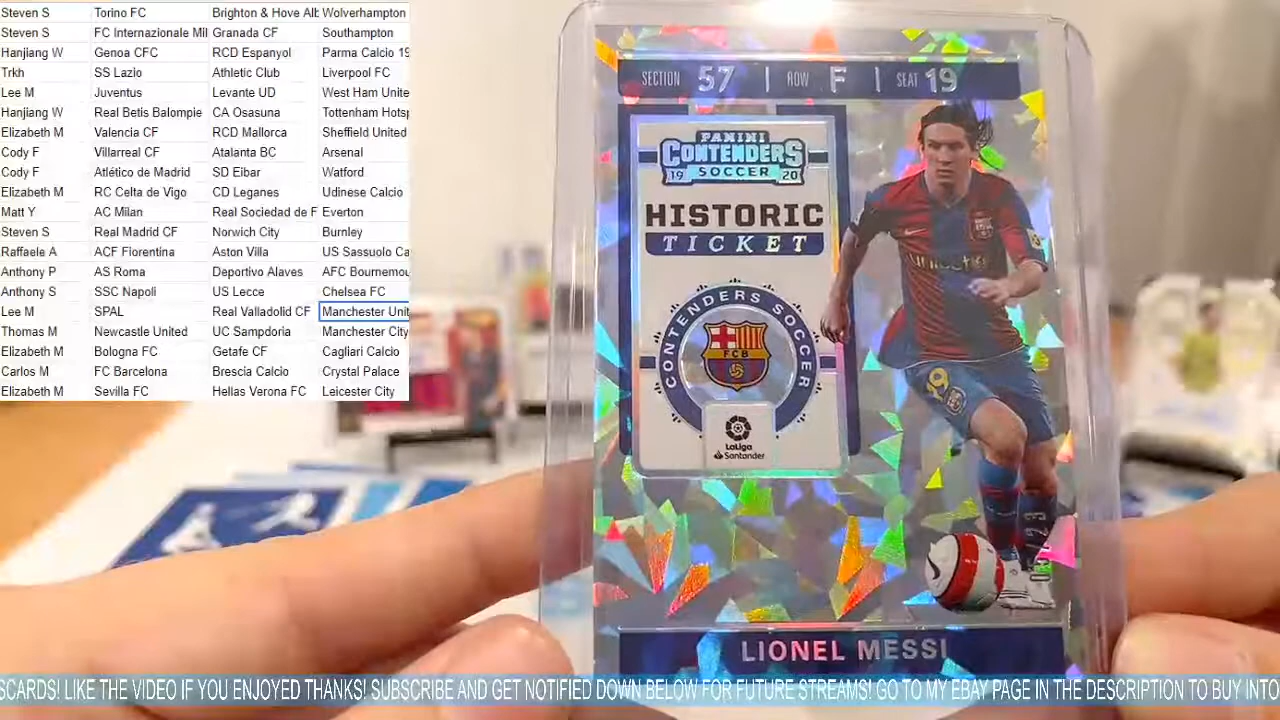 Steven S Torino FC Brighton & Hove Alb Wolverhampton
Steven S FC Internazionale Mil Granada CF Southampton
Hanjiang W Genoa CFC RCD Espanyol Parma Calcio 19
Trkh SS Lazio Athletic Club Liverpool FC
Lee M Juventus Levante UD West Ham Unite
Hanjiang W Real Betis Balompie CA Osasuna Tottenham Hotsp
Elizabeth M Valencia CF RCD Mallorca Sheffield United
Cory F Villarreal CF Atalanta BC Arsenal
Cody F Atlético de Madrid SD Eibar Watford
Elizabeth M RC Celta de Vigo CD Leganes Udinese Calcio
Matt Y AC Milan Real Sociedad de F Everton
Steven S Real Madrid CF Norwich City Burnley
Raffaele A ACF Fiorentina Aston Villa US Sassuolo Ca
Anthony P AS Roma Deportivo Alaves AFC Bournemou
Anthony S SSC Napoli US Lecce Chelsea FC
Lee M SPAL Real Valladolid CF Manchester Unit
Thomas M Newcastle United UC Sampdoria Manchester City
Elizabeth M Bologna FC Getafe CF Cagliari Calcio
Carlos M FC Barcelona Brescia Calcio Crystal Palace
Elizabeth M Sevilla FC Hellas Verona FC Leicester City
SECTION 57 | ROW F | SEAT 19
PANINI
CONTENDERS
19 SOCCER 20
HISTORIC
TICKET
CONTENDERS SOCCER
FCB
LaLiga
Santander
unicef
19
LIONEL MESSI
SCARDS! LIKE THE VIDEO IF YOU ENJOYED THANKS! SUBSCRIBE AND GET NOTIFIED DOWN BELOW FOR FUTURE STREAMS! GO TO MY EBAY PAGE IN THE DESCRIPTION TO BUY INTO